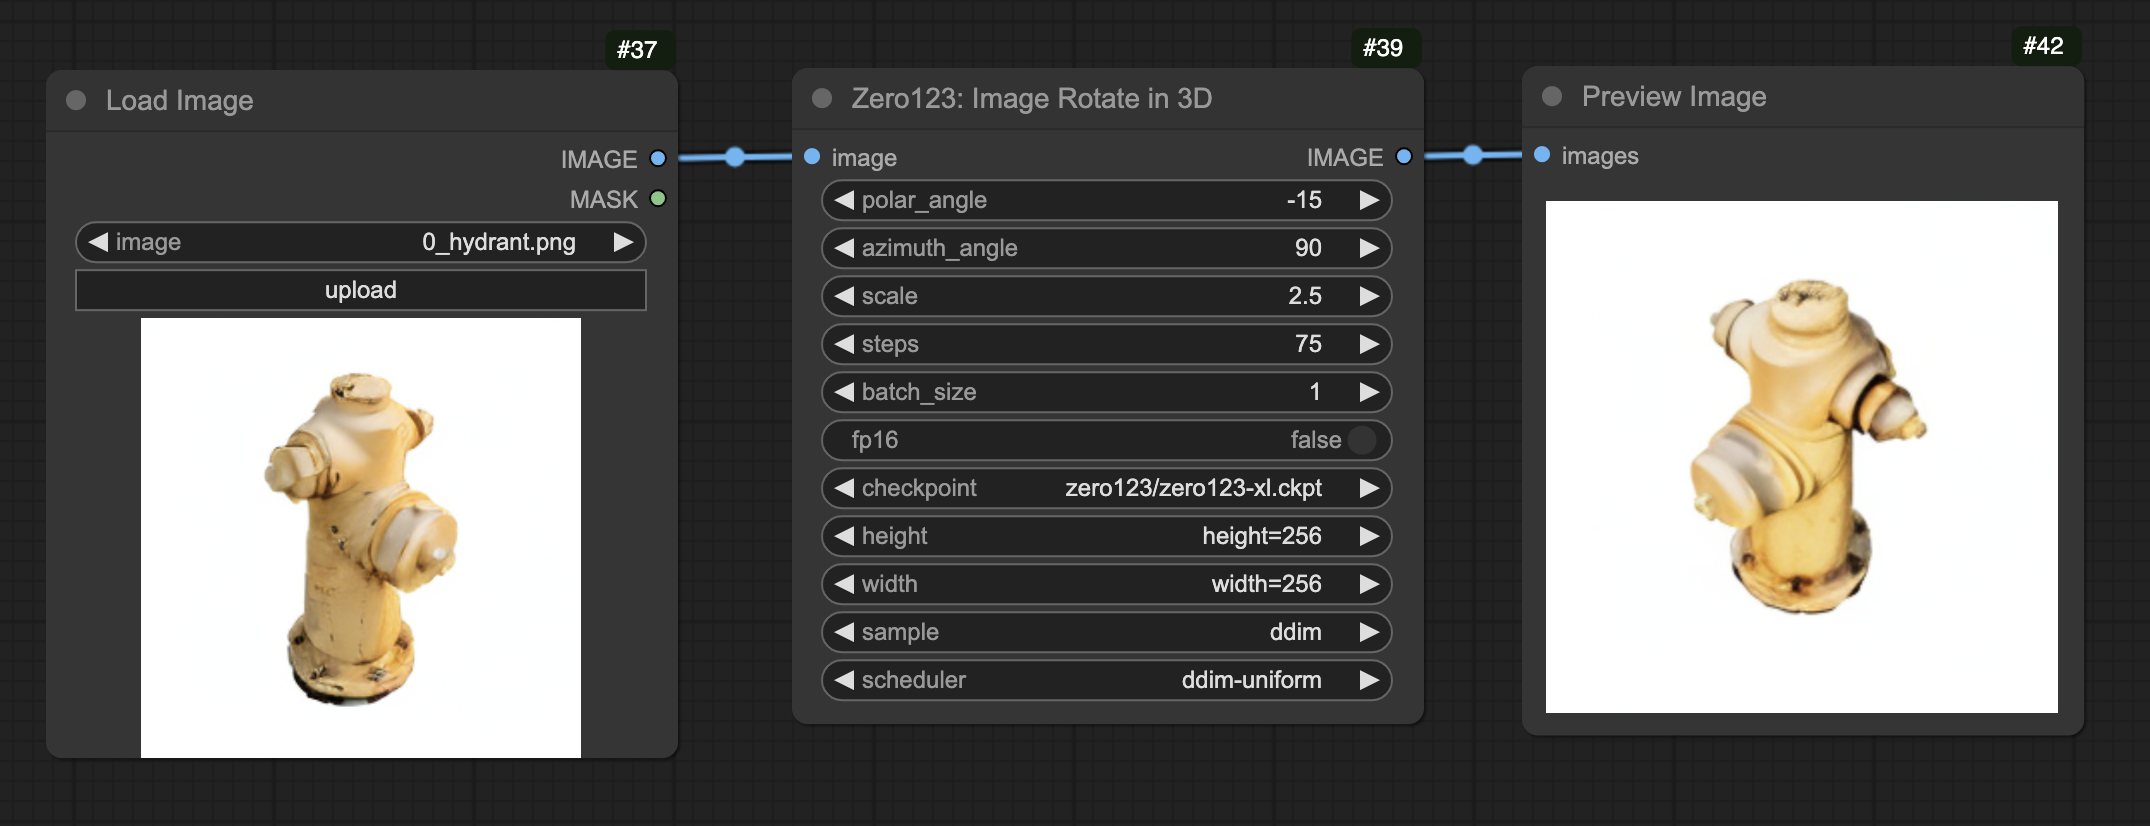 #37
Load Image
IMAGE
MASK
image 0_hydrant.png
upload
#39
Zero123: Image Rotate in 3D
image IMAGE
polar_angle -15
azimuth_angle 90
scale 2.5
steps 75
batch_size 1
fp16 false
checkpoint zero123/zero123-xl.ckpt
height height=256
width width=256
sample ddim
scheduler ddim-uniform
#42
Preview Image
images